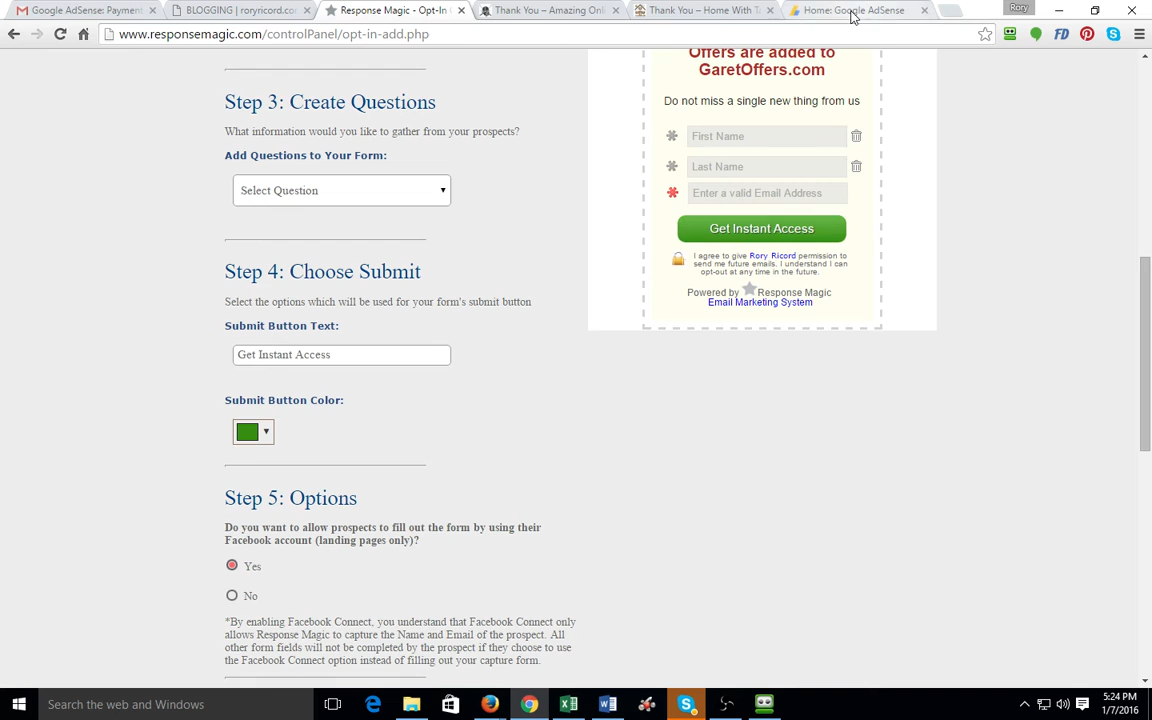 Google AdSense: Payment
BLOGGING | roryricord.com
Response Magic - Opt-In
Thank You – Amazing Onli
Thank You – Home With T
Home: Google AdSense
Rory
www.responsemagic.com/controlPanel/opt-in-add.php
Offers are added to
GaretOffers.com
Do not miss a single new thing from us
First Name
Last Name
Enter a valid Email Address
Get Instant Access
I agree to give Rory Ricord permission to
send me future emails. I understand I can
opt-out at any time in the future.
Powered by Response Magic
Email Marketing System
Step 3: Create Questions
What information would you like to gather from your prospects?
Add Questions to Your Form:
Select Question
Step 4: Choose Submit
Select the options which will be used for your form's submit button
Submit Button Text:
Get Instant Access
Submit Button Color:
Step 5: Options
Do you want to allow prospects to fill out the form by using their
Facebook account (landing pages only)?
Yes
No
*By enabling Facebook Connect, you understand that Facebook Connect only
allows Response Magic to capture the Name and Email of the prospect. All
other form fields will not be completed by the prospect if they choose to use
the Facebook Connect option instead of filling out your capture form.
Search the web and Windows
5:24 PM
1/7/2016